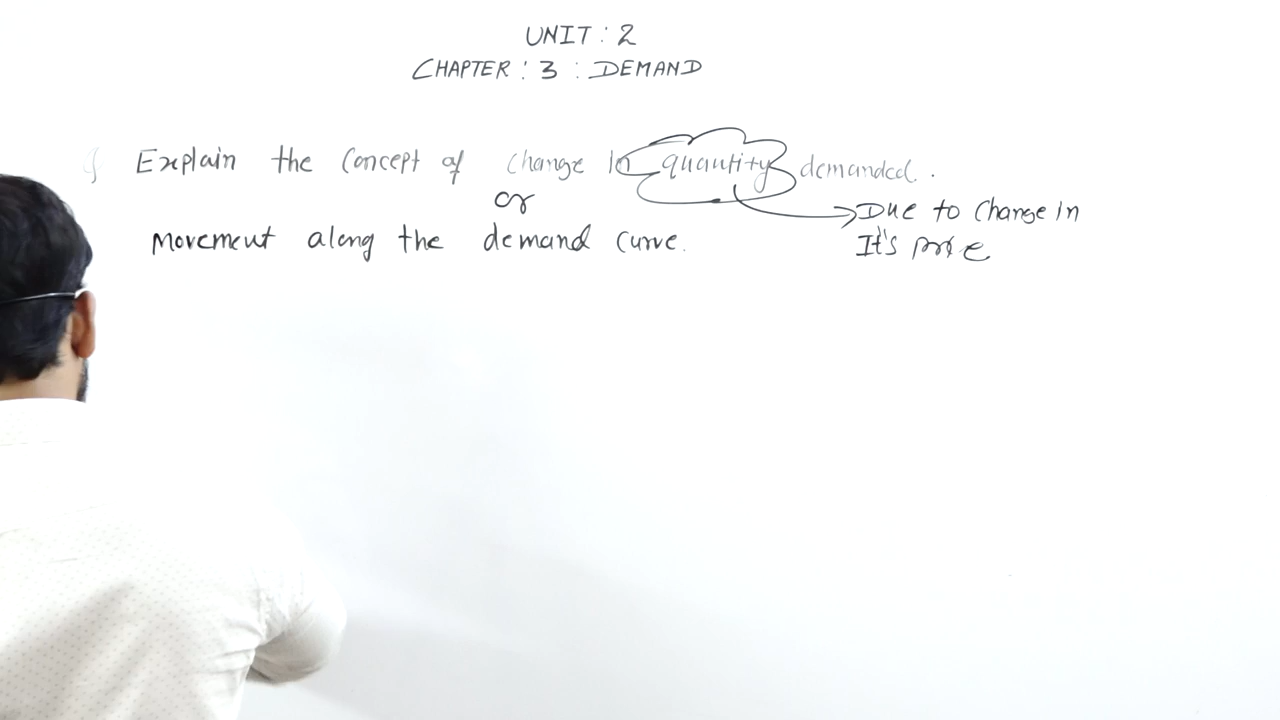 UNIT : 2
CHAPTER : 3 : DEMAND
Explain the Concept of change in quantity demanded.
or
Movement along the demand curve.
Due to change in
It's price